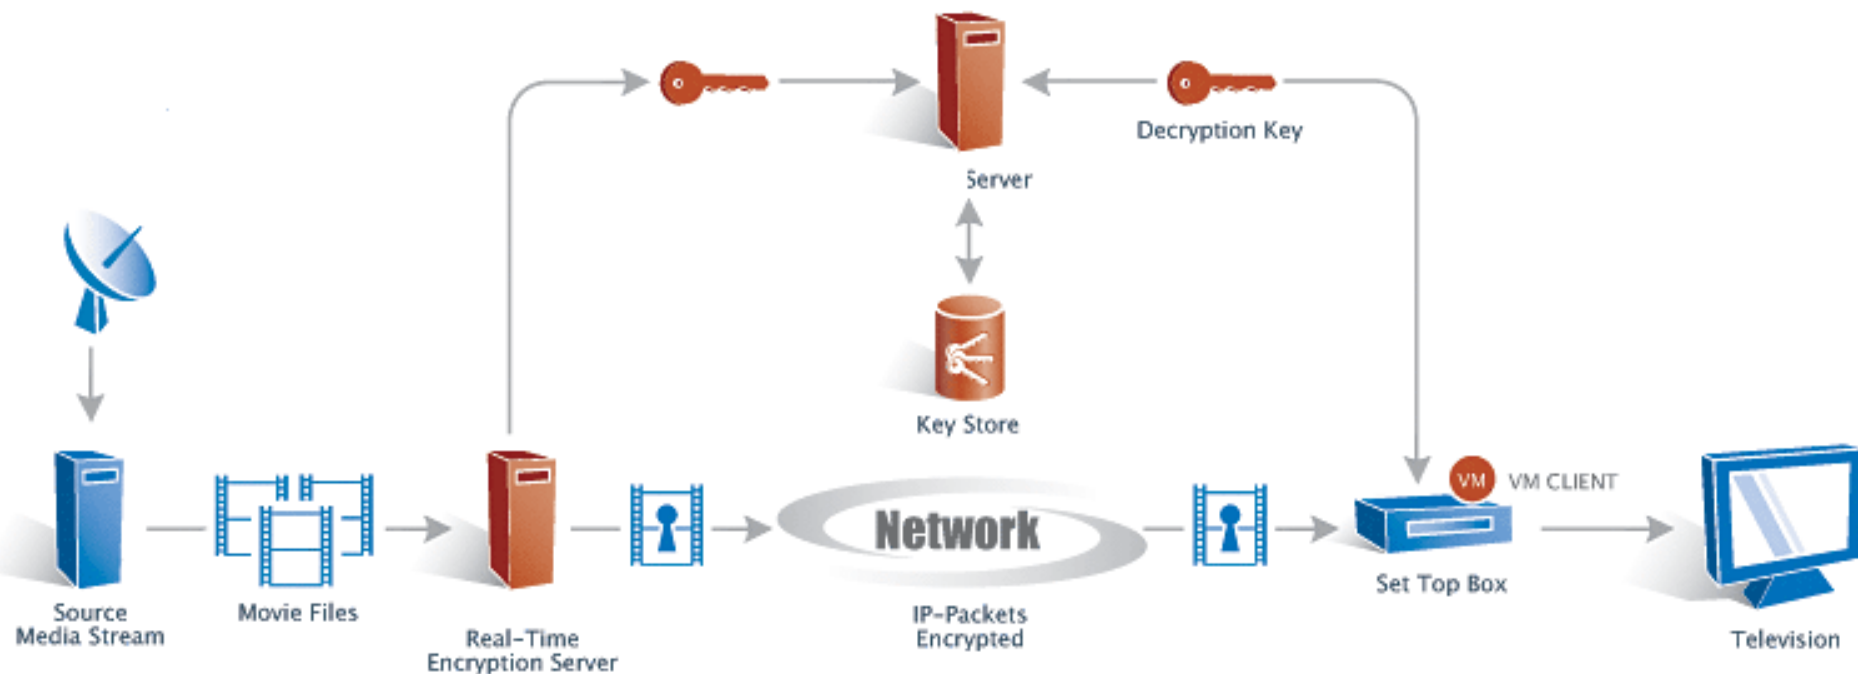 Decryption Key
Server
Key Store
VM
VM CLIENT
Network
Set Top Box
Source
Media Stream
Movie Files
Real-Time
Encryption Server
IP-Packets
Encrypted
Television